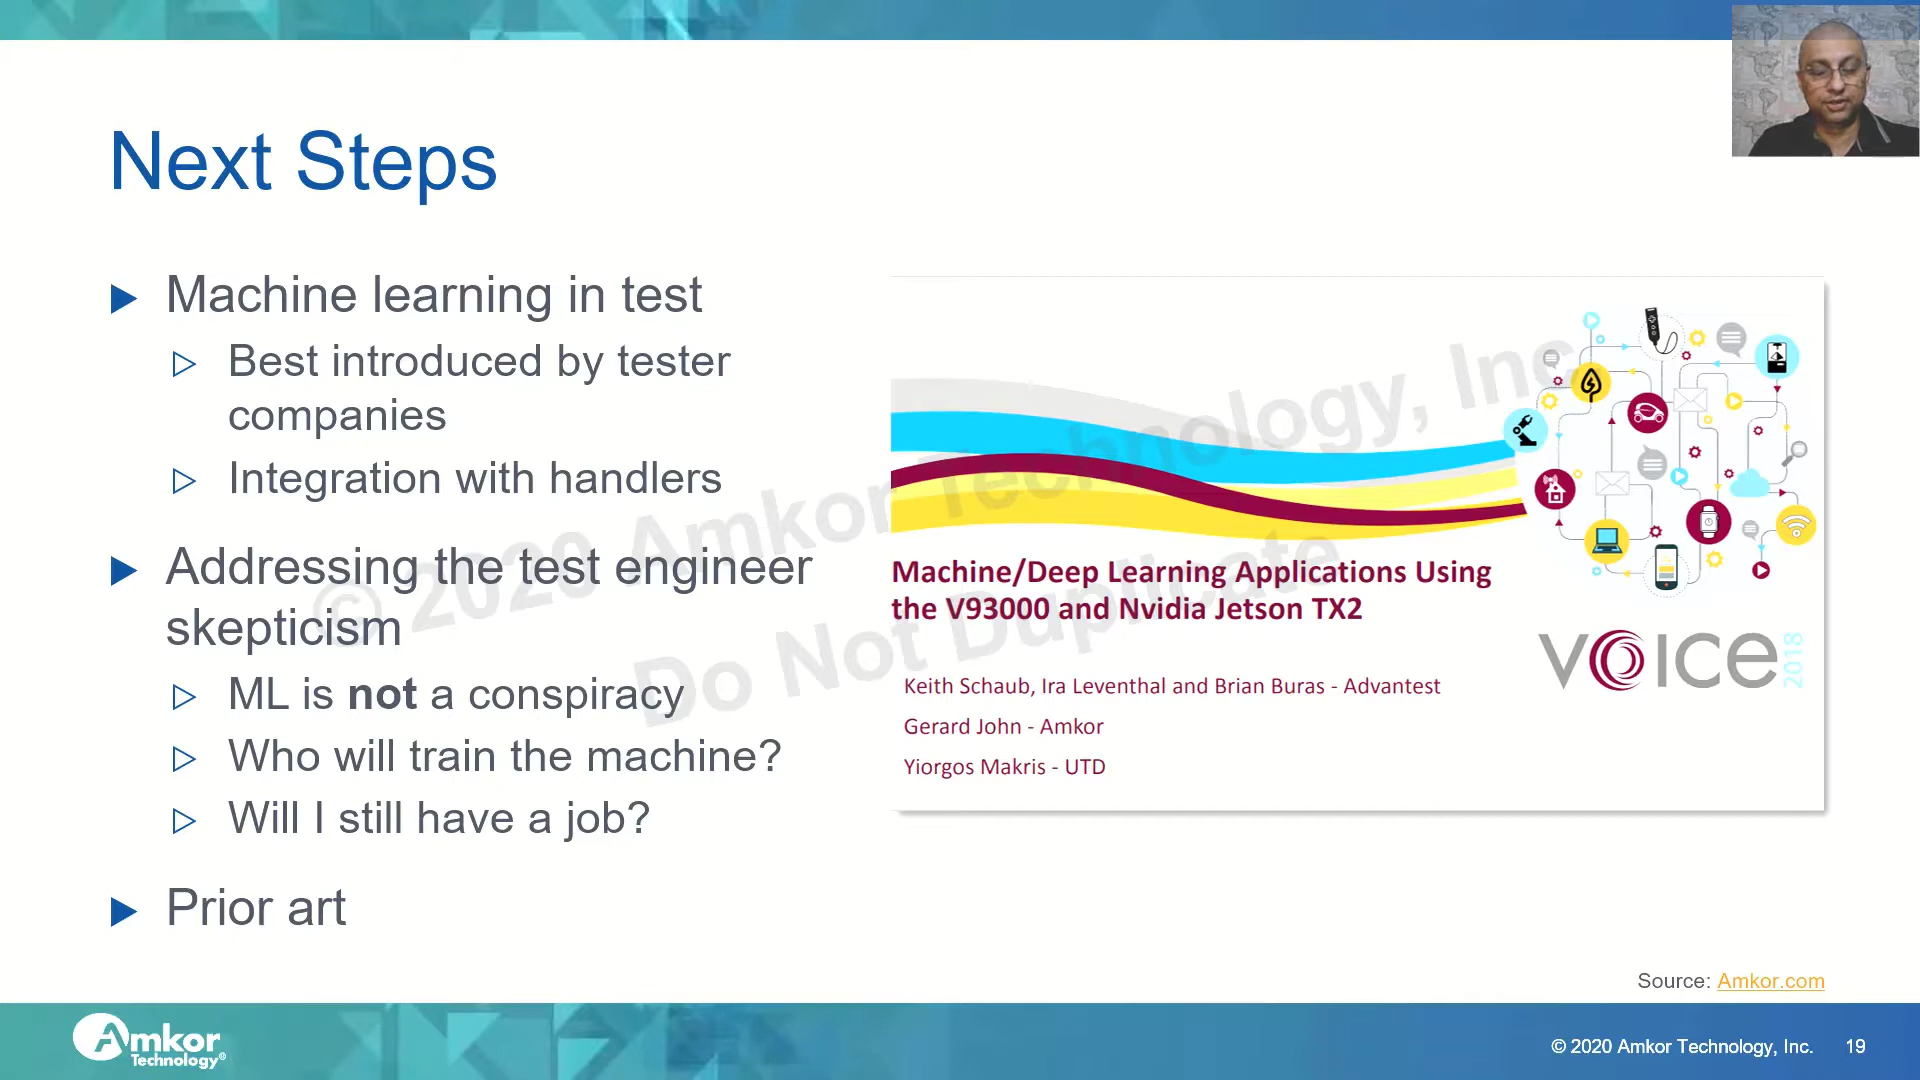 Next Steps
Machine learning in test
Best introduced by tester
companies
Integration with handlers
Addressing the test engineer
skepticism
ML is not a conspiracy
Who will train the machine?
Will I still have a job?
Prior art
Machine/Deep Learning Applications Using
the V93000 and Nvidia Jetson TX2
Keith Schaub, Ira Leventhal and Brian Buras - Advantest
Gerard John - Amkor
Yiorgos Makris - UTD
VOICE 2018
© 2020 Amkor Technology, Inc.
Do Not Duplicate
Source: Amkor.com
Amkor
Technology®
© 2020 Amkor Technology, Inc. 19